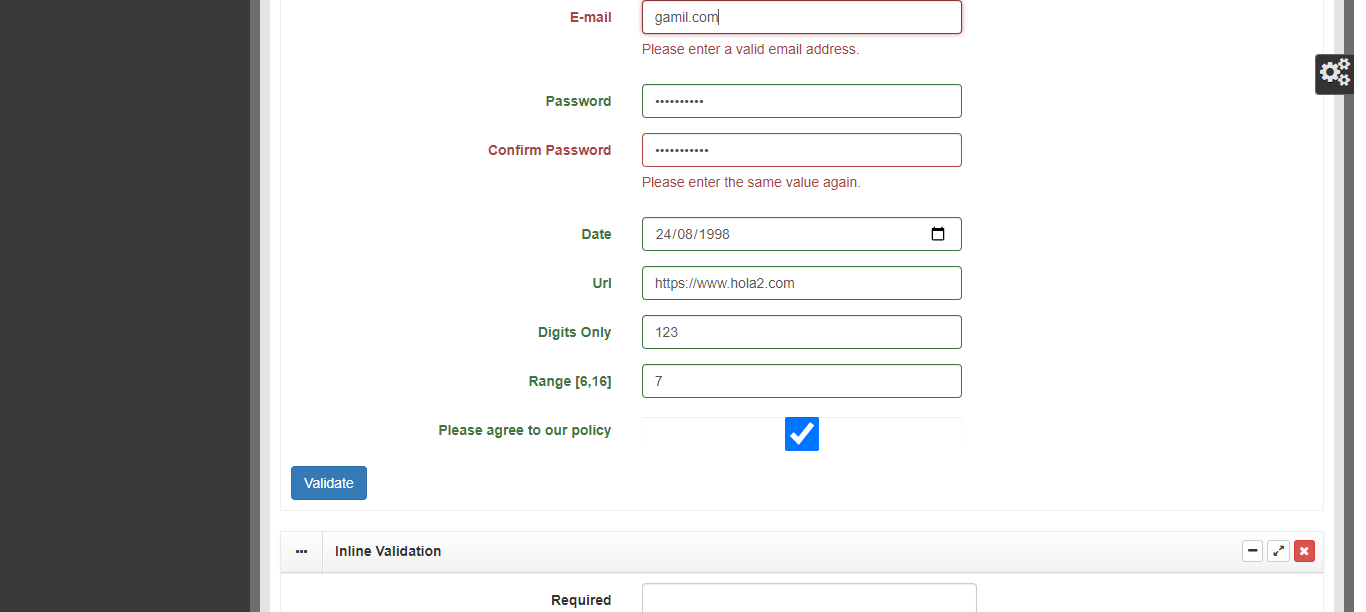 E-mail gamil.com
Please enter a valid email address.
Password ••••••••••
Confirm Password •••••••••••
Please enter the same value again.
Date 24/08/1998
Url https://www.hola2.com
Digits Only 123
Range [6,16] 7
Please agree to our policy
Validate
Inline Validation
Required